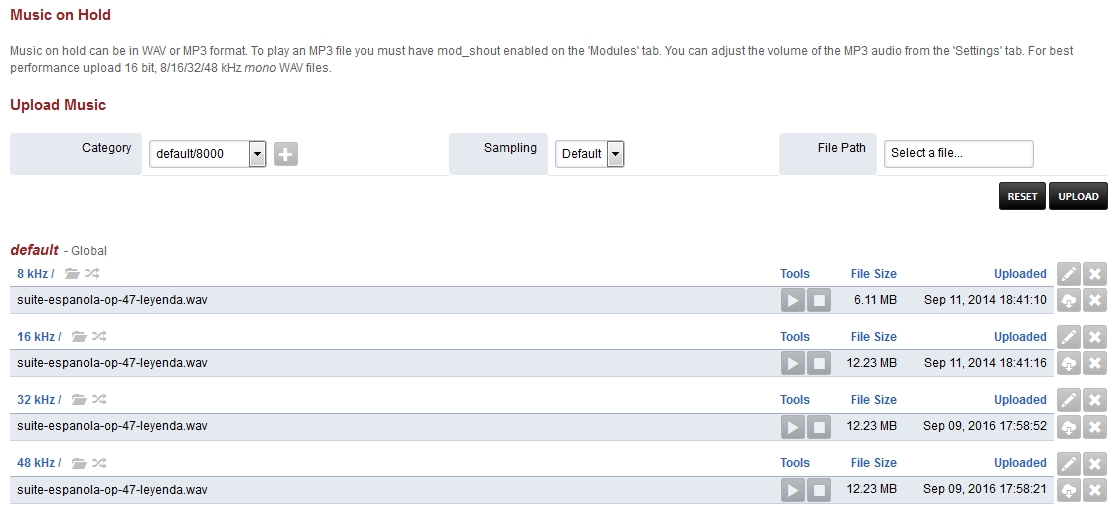 Music on Hold
Music on hold can be in WAV or MP3 format. To play an MP3 file you must have mod_shout enabled on the 'Modules' tab. You can adjust the volume of the MP3 audio from the 'Settings' tab. For best
performance upload 16 bit, 8/16/32/48 kHz mono WAV files.
Upload Music
Category default/8000 Sampling Default File Path Select a file...
RESET UPLOAD
default - Global
8 kHz / Tools File Size Uploaded
suite-espanola-op-47-leyenda.wav 6.11 MB Sep 11, 2014 18:41:10
16 kHz / Tools File Size Uploaded
suite-espanola-op-47-leyenda.wav 12.23 MB Sep 11, 2014 18:41:16
32 kHz / Tools File Size Uploaded
suite-espanola-op-47-leyenda.wav 12.23 MB Sep 09, 2016 17:58:52
48 kHz / Tools File Size Uploaded
suite-espanola-op-47-leyenda.wav 12.23 MB Sep 09, 2016 17:58:21